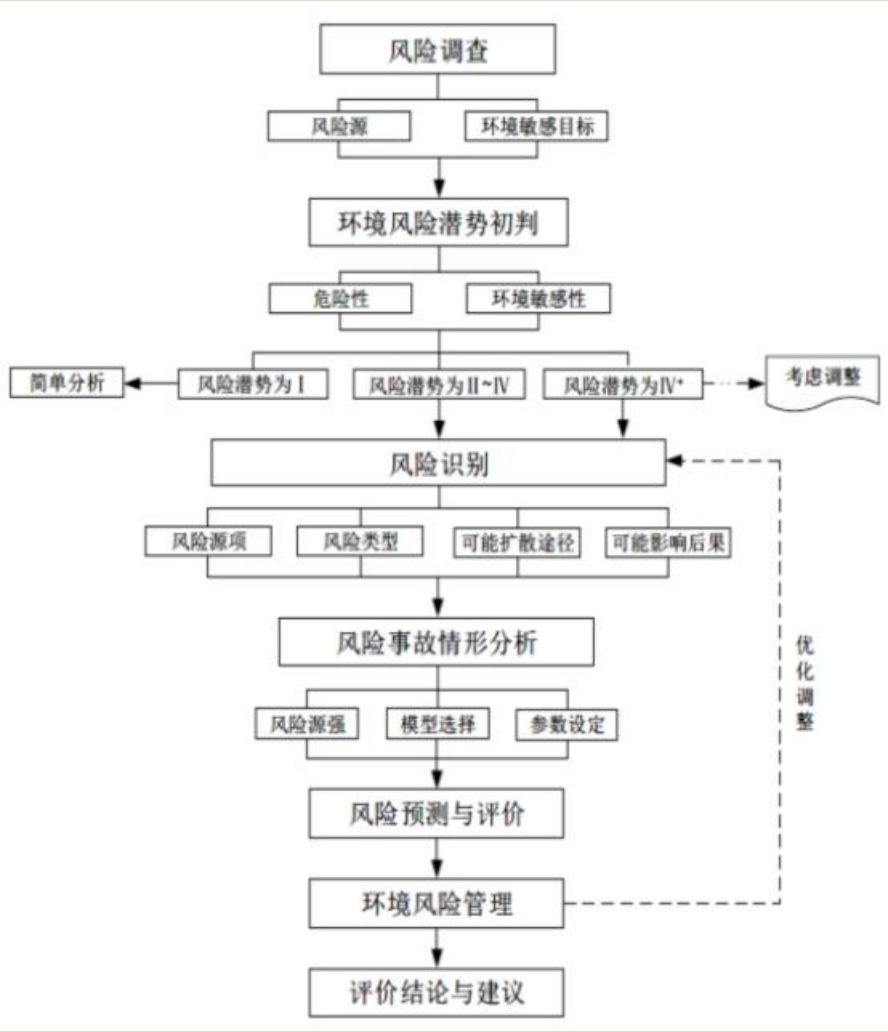 风险调查
风险源
环境敏感目标
环境风险潜势初判
危险性
环境敏感性
简单分析
风险潜势为Ⅰ
风险潜势为Ⅱ~Ⅳ
风险潜势为Ⅳ⁺
考虑调整
风险识别
风险源项
风险类型
可能扩散途径
可能影响后果
风险事故情形分析
风险源强
模型选择
参数设定
优化调整
风险预测与评价
环境风险管理
评价结论与建议